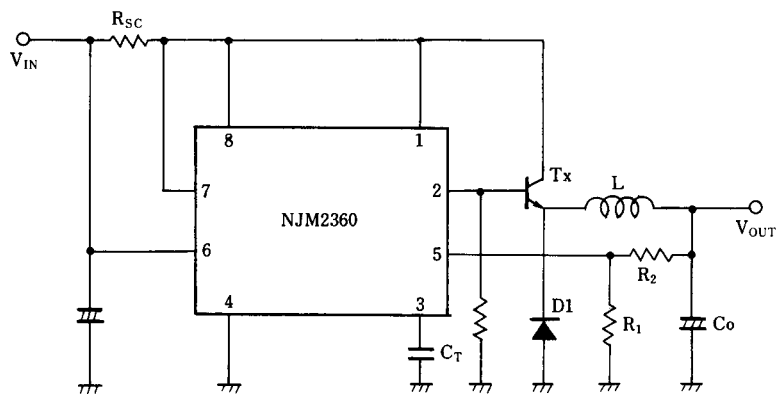 R_SC
V_IN
8 1
Tx
7 2 L
NJM2360
V_OUT
6 5
R_2
4 3 D1 R_1 Co
C_T